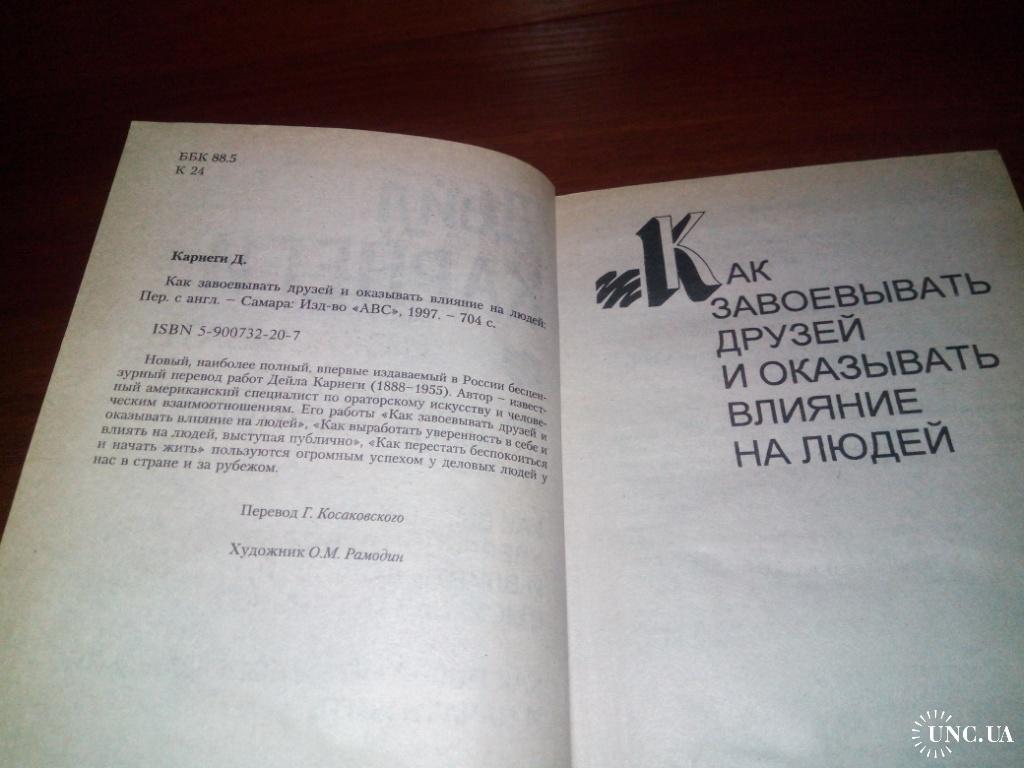 ББК 88.5
К 24
Карнеги Д.
Как завоевывать друзей и оказывать влияние на людей:
Пер. с англ. – Самара: Изд-во «АВС», 1997. – 704 с.
ISBN 5-900732-20-7
Новый, наиболее полный, впервые издаваемый в России бесцен-
зурный перевод работ Дейла Карнеги (1888–1955). Автор – извест-
ный американский специалист по ораторскому искусству и челове-
ческим взаимоотношениям. Его работы «Как завоевывать друзей и
оказывать влияние на людей», «Как выработать уверенность в себе и
влиять на людей, выступая публично», «Как перестать беспокоиться
и начать жить» пользуются огромным успехом у деловых людей у
нас в стране и за рубежом.
Перевод Г. Косаковского
Художник О.М. Рамодин
КАК
ЗАВОЕВЫВАТЬ
ДРУЗЕЙ
И ОКАЗЫВАТЬ
ВЛИЯНИЕ
НА ЛЮДЕЙ
UNC.UA